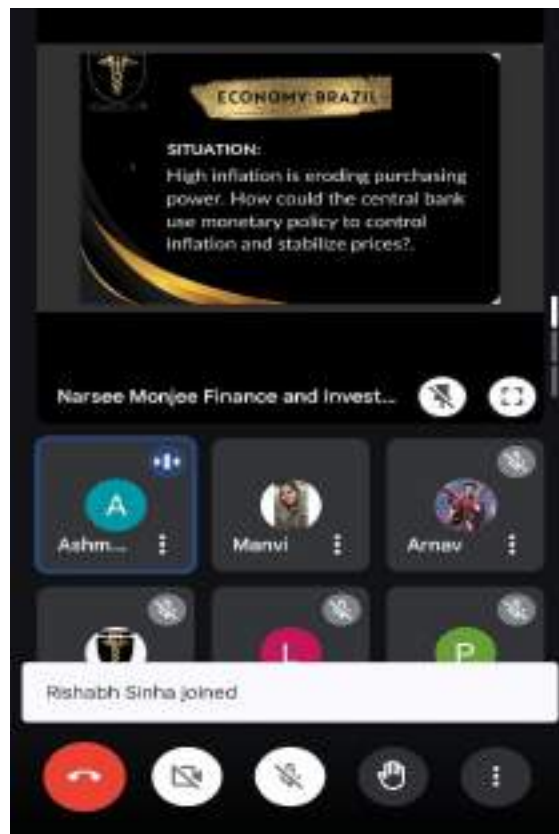 ECONOMY: BRAZIL
SITUATION:
High inflation is eroding purchasing
power. How could the central bank
use monetary policy to control
inflation and stabilize prices?.
Narsee Monjee Finance and Invest...
A
Ashm...
Manvi
Arnav
L
P
Rishabh Sinha joined